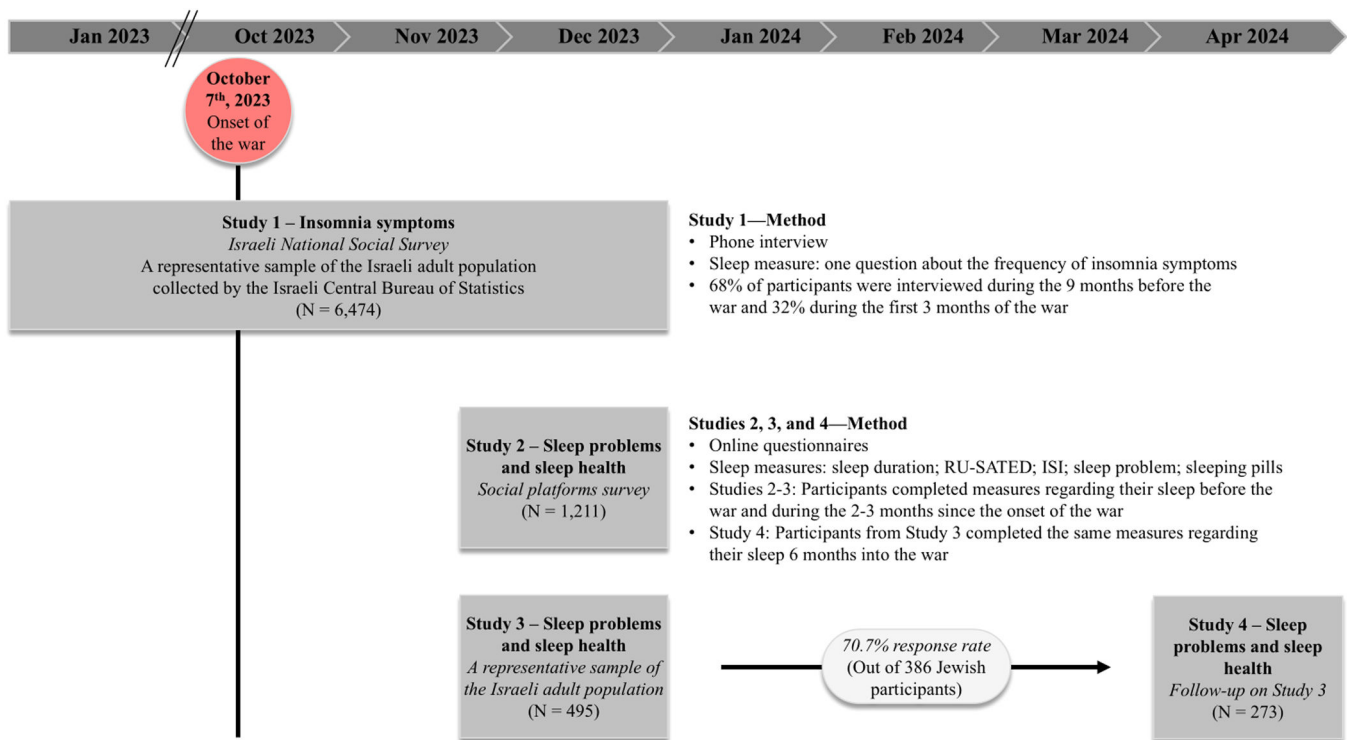 Jan 2023
Oct 2023
Nov 2023
Dec 2023
Jan 2024
Feb 2024
Mar 2024
Apr 2024
October
7th, 2023
Onset of
the war
Study 1 – Insomnia symptoms
Israeli National Social Survey
A representative sample of the Israeli adult population
collected by the Israeli Central Bureau of Statistics
(N = 6,474)
Study 1—Method
• Phone interview
• Sleep measure: one question about the frequency of insomnia symptoms
• 68% of participants were interviewed during the 9 months before the
war and 32% during the first 3 months of the war
Study 2 – Sleep problems
and sleep health
Social platforms survey
(N = 1,211)
Studies 2, 3, and 4—Method
• Online questionnaires
• Sleep measures: sleep duration; RU-SATED; ISI; sleep problem; sleeping pills
• Studies 2-3: Participants completed measures regarding their sleep before the
war and during the 2-3 months since the onset of the war
• Study 4: Participants from Study 3 completed the same measures regarding
their sleep 6 months into the war
Study 3 – Sleep problems
and sleep health
A representative sample of
the Israeli adult population
(N = 495)
70.7% response rate
(Out of 386 Jewish
participants)
Study 4 – Sleep
problems and sleep
health
Follow-up on Study 3
(N = 273)